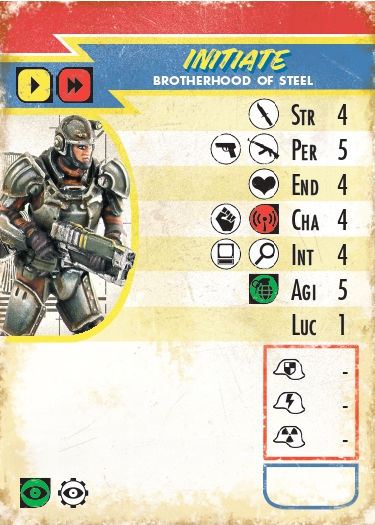 INITIATE
BROTHERHOOD OF STEEL
STR 4
PER 5
END 4
CHA 4
INT 4
AGI 5
LUC 1
-
-
-